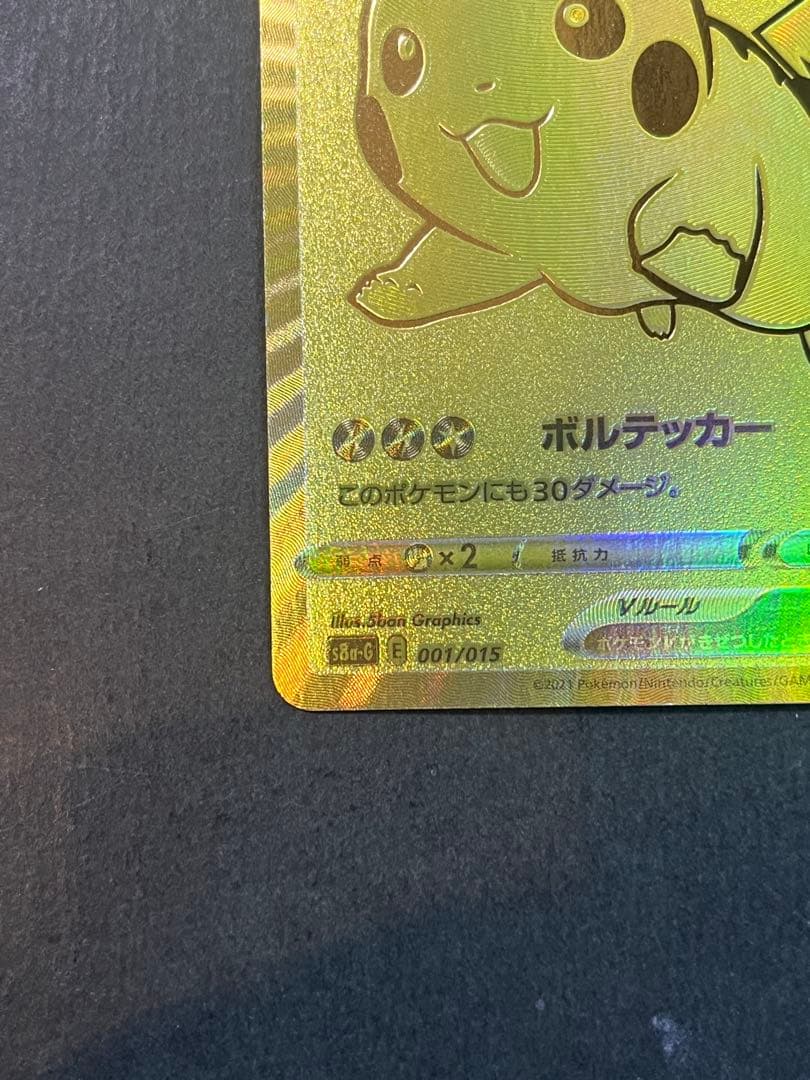 ボルテッカー
このポケモンにも30ダメージ。
弱点 ×2 抵抗力
Illus. 5ban Graphics
Vルール
s8a-G E 001/015
©2021 Pokémon/Nintendo/Creatures/GAM